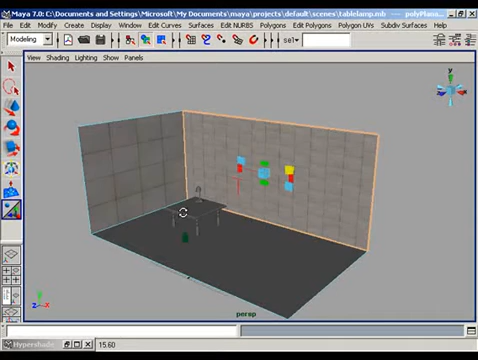 Maya 7.0: C:\Documents and Settings\Microsoft\My Documents\maya\projects\default\scenes\tablelamp.mb --- polyPlana...
File Edit Modify Create Display Window Edit Curves Surfaces Edit NURBS Polygons Edit Polygons Polygon UVs Subdiv Surfaces
Modeling
sel
View Shading Lighting Show Panels
y
z x
persp
Hypershade
15.60